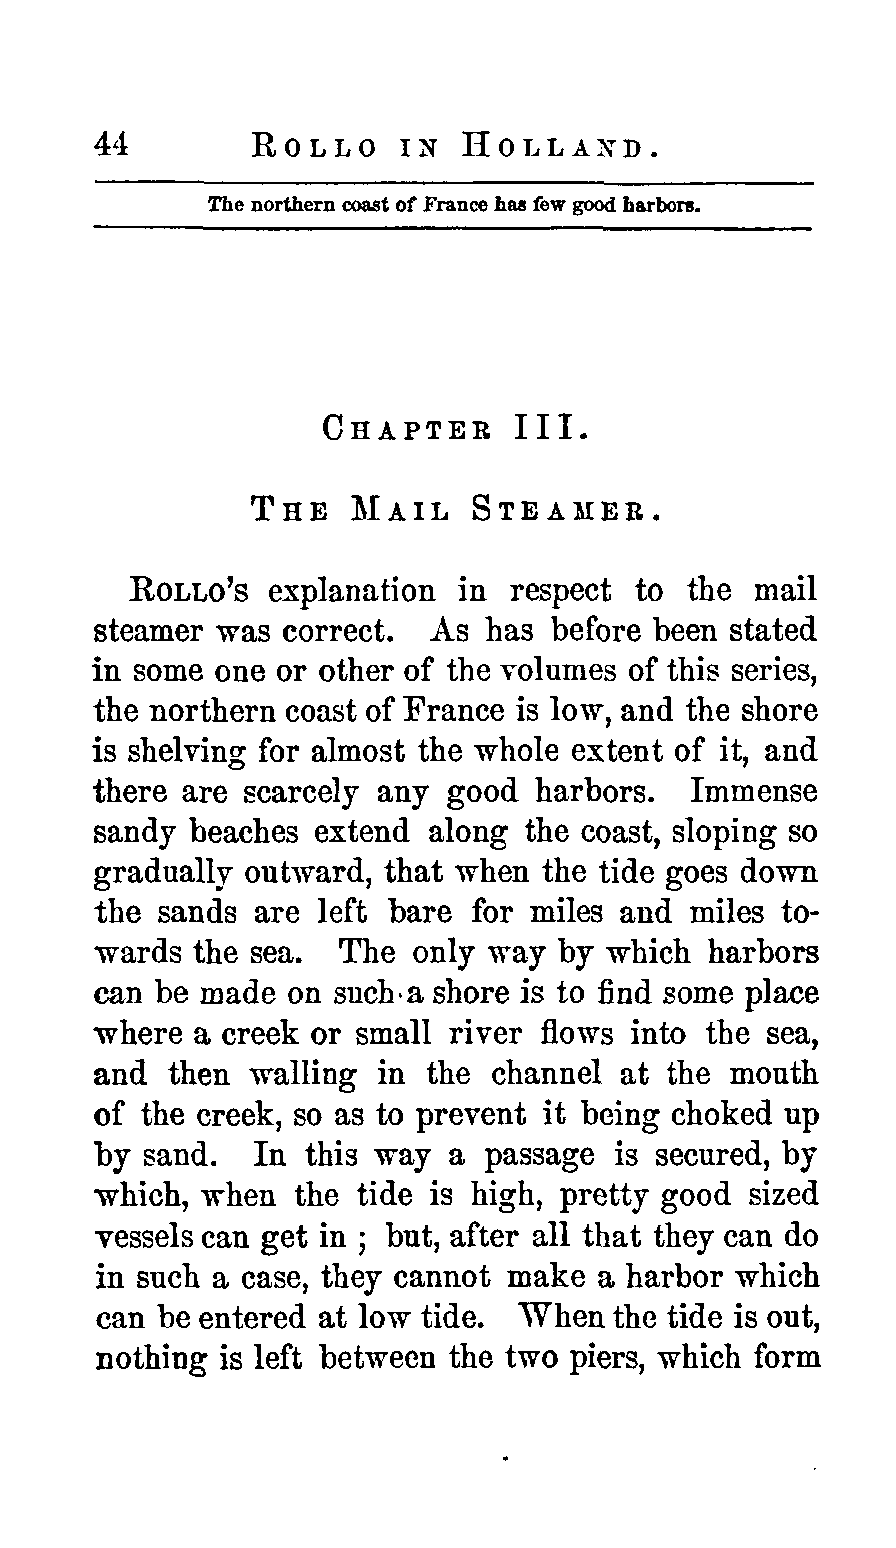 44 ROLLO IN HOLLAND.
The northern coast of France has few good harbors.
CHAPTER III.
THE MAIL STEAMER.
ROLLO'S explanation in respect to the mail
steamer was correct. As has before been stated
in some one or other of the volumes of this series,
the northern coast of France is low, and the shore
is shelving for almost the whole extent of it, and
there are scarcely any good harbors. Immense
sandy beaches extend along the coast, sloping so
gradually outward, that when the tide goes down
the sands are left bare for miles and miles to-
wards the sea. The only way by which harbors
can be made on such a shore is to find some place
where a creek or small river flows into the sea,
and then walling in the channel at the mouth
of the creek, so as to prevent it being choked up
by sand. In this way a passage is secured, by
which, when the tide is high, pretty good sized
vessels can get in ; but, after all that they can do
in such a case, they cannot make a harbor which
can be entered at low tide. When the tide is out,
nothing is left between the two piers, which form